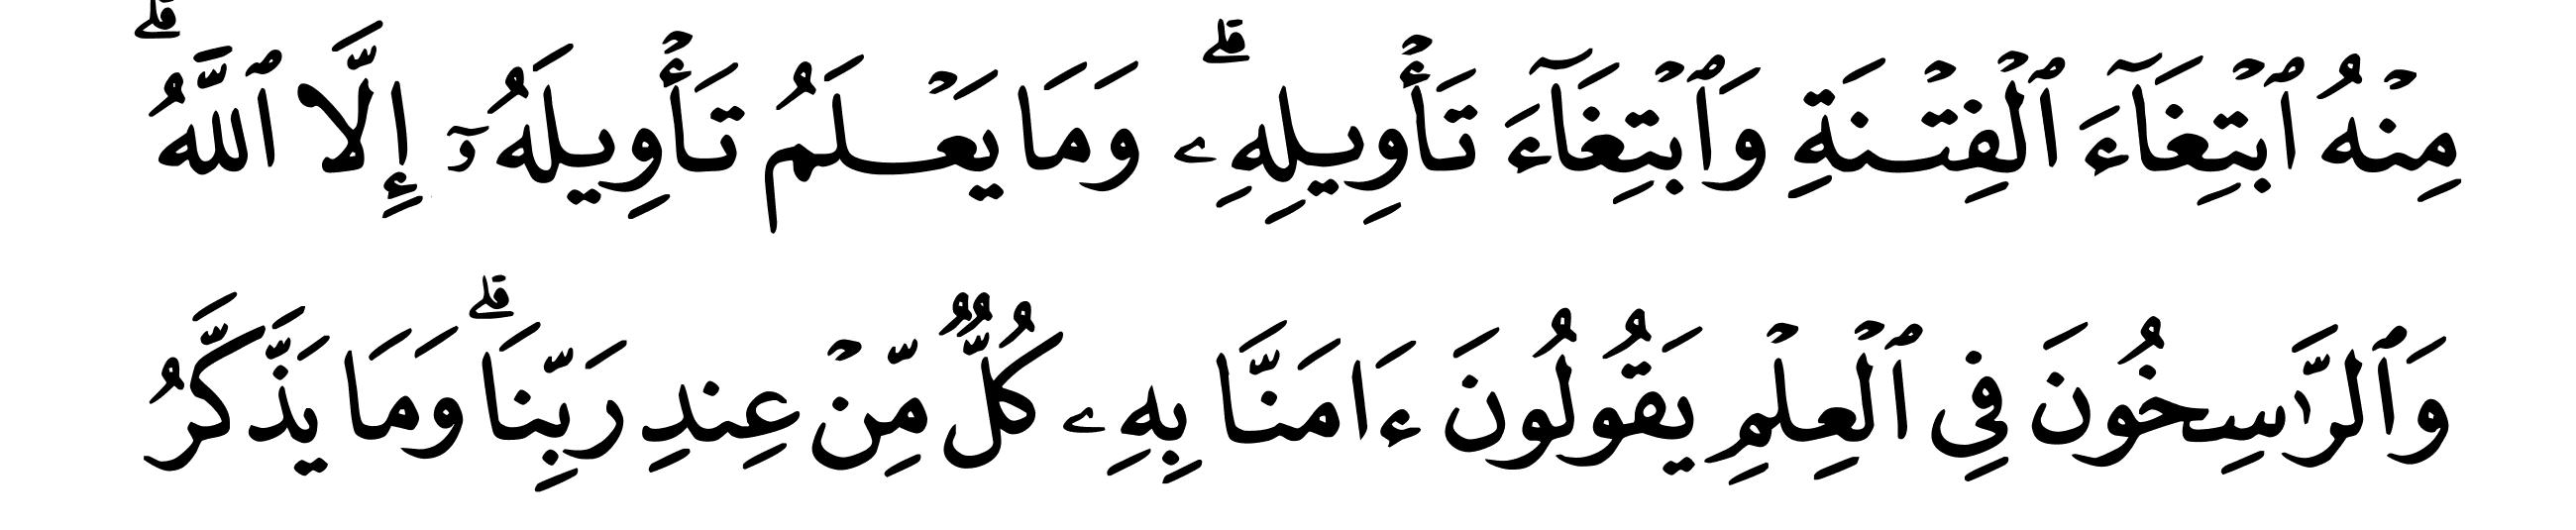 مِنۡهُ ٱبۡتِغَآءَ ٱلۡفِتۡنَةِ وَٱبۡتِغَآءَ تَأۡوِيلِهِۦۗ وَمَا يَعۡلَمُ تَأۡوِيلَهُۥٓ إِلَّا ٱللَّهُۗ
وَٱلرَّٰسِخُونَ فِي ٱلۡعِلۡمِ يَقُولُونَ ءَامَنَّا بِهِۦ كُلّٞ مِّنۡ عِندِ رَبِّنَاۗ وَمَا يَذَّكَّرُ